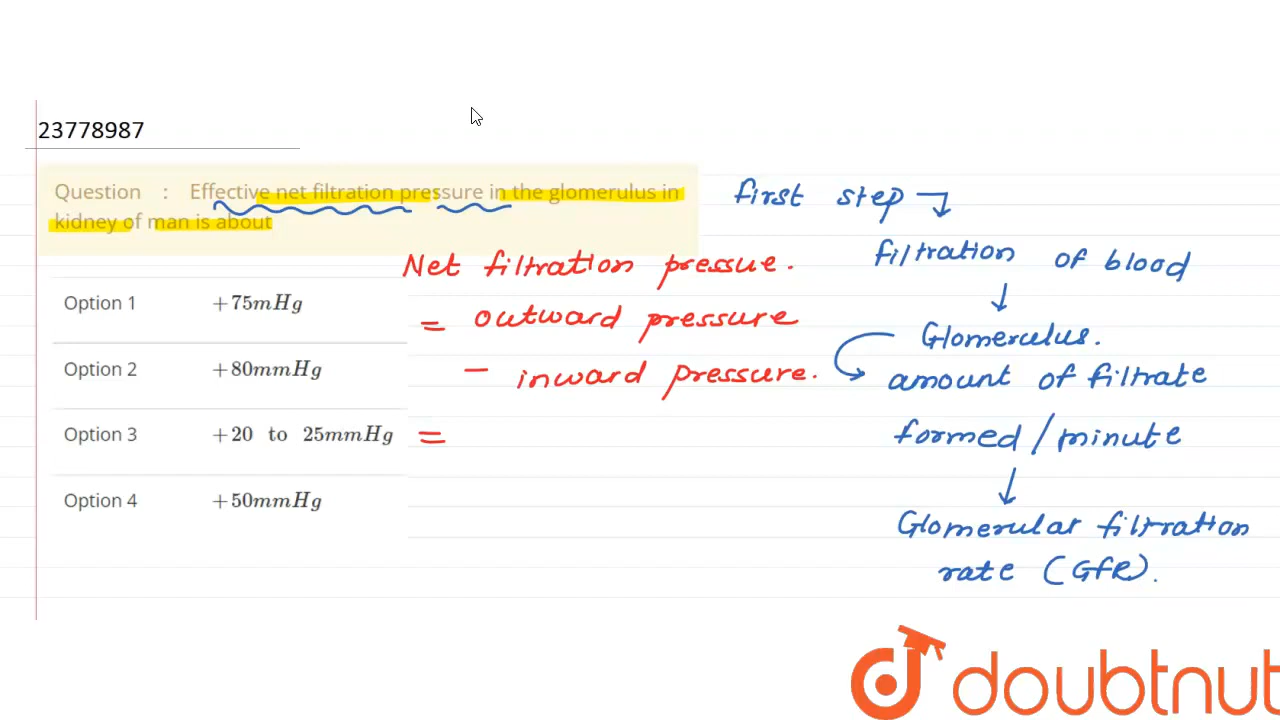 23778987
Question : Effective net filtration pressure in the glomerulus in
kidney of man is about
Option 1 +75mHg
Option 2 +80mmHg
Option 3 +20 to 25mmHg
Option 4 +50mmHg
Net filtration pressue.
= outward pressure
- inward pressure.
=
first step
filtration of blood
Glomerulus.
amount of filtrate
formed/minute
Glomerular filtration
rate (GFR).
doubtnut